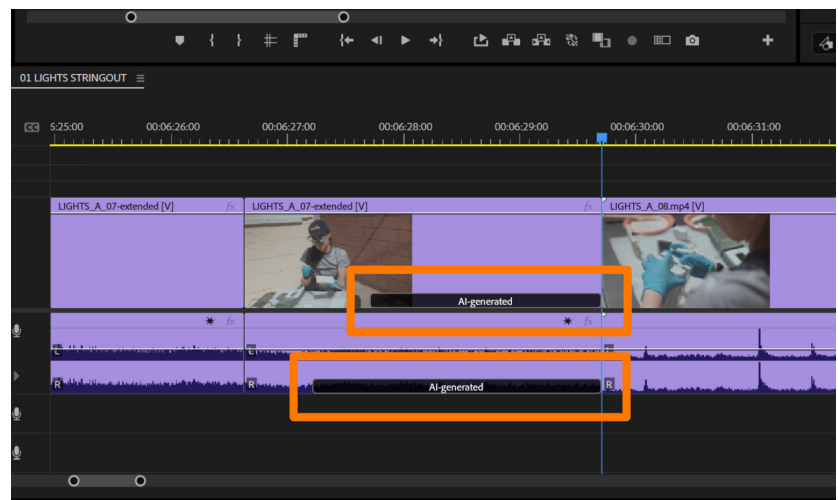 01 LIGHTS STRINGOUT
CC 5:25:00 00:06:26:00 00:06:27:00 00:06:28:00 00:06:29:00 00:06:30:00 00:06:31:00
LIGHTS_A_07-extended [V] fx LIGHTS_A_07-extended [V] fx LIGHTS_A_08.mp4 [V]
AI-generated
fx fx
L L
R AI-generated R
R